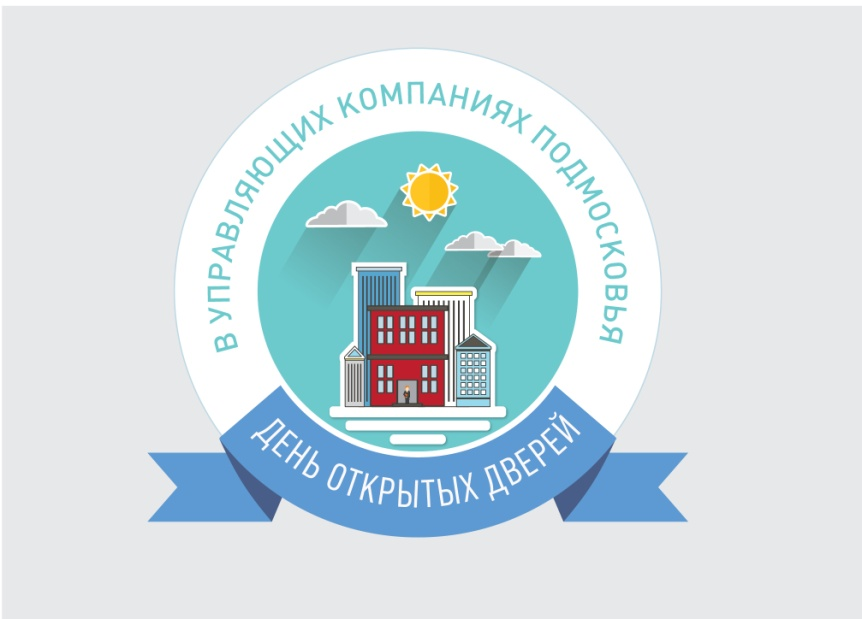 В УПРАВЛЯЮЩИХ КОМПАНИЯХ ПОДМОСКОВЬЯ
ДЕНЬ ОТКРЫТЫХ ДВЕРЕЙ